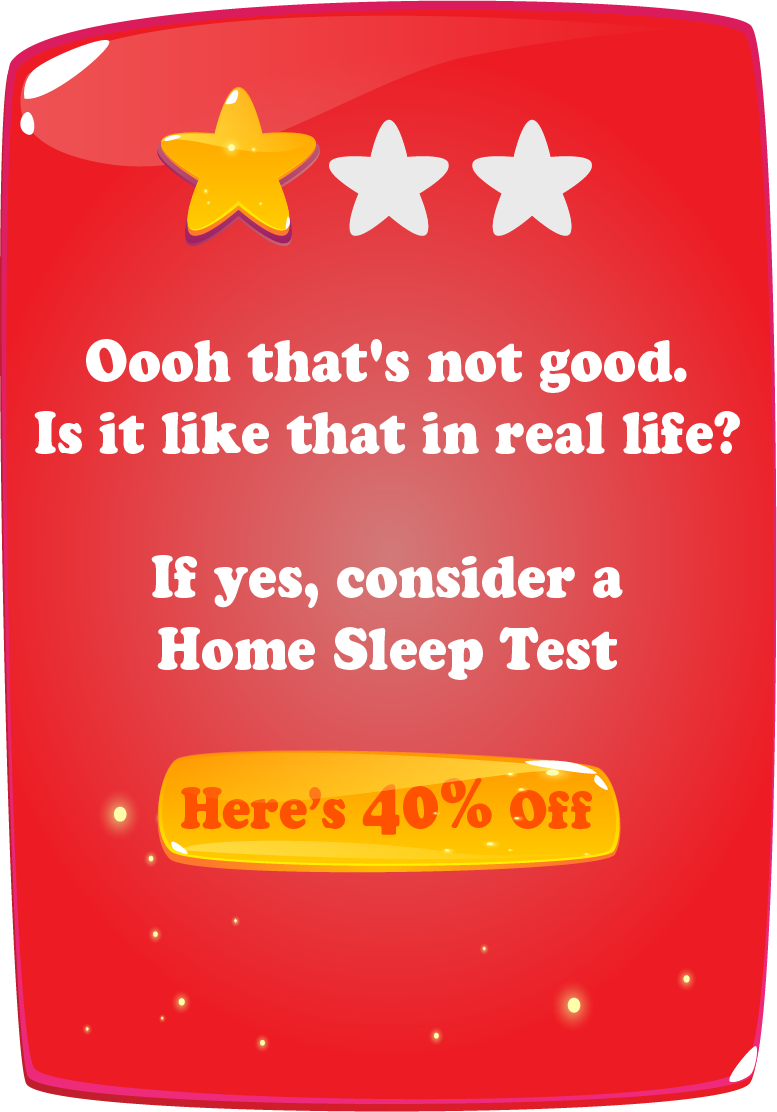 Oooh that's not good.
Is it like that in real life?
If yes, consider a
Home Sleep Test
Here’s 40% Off